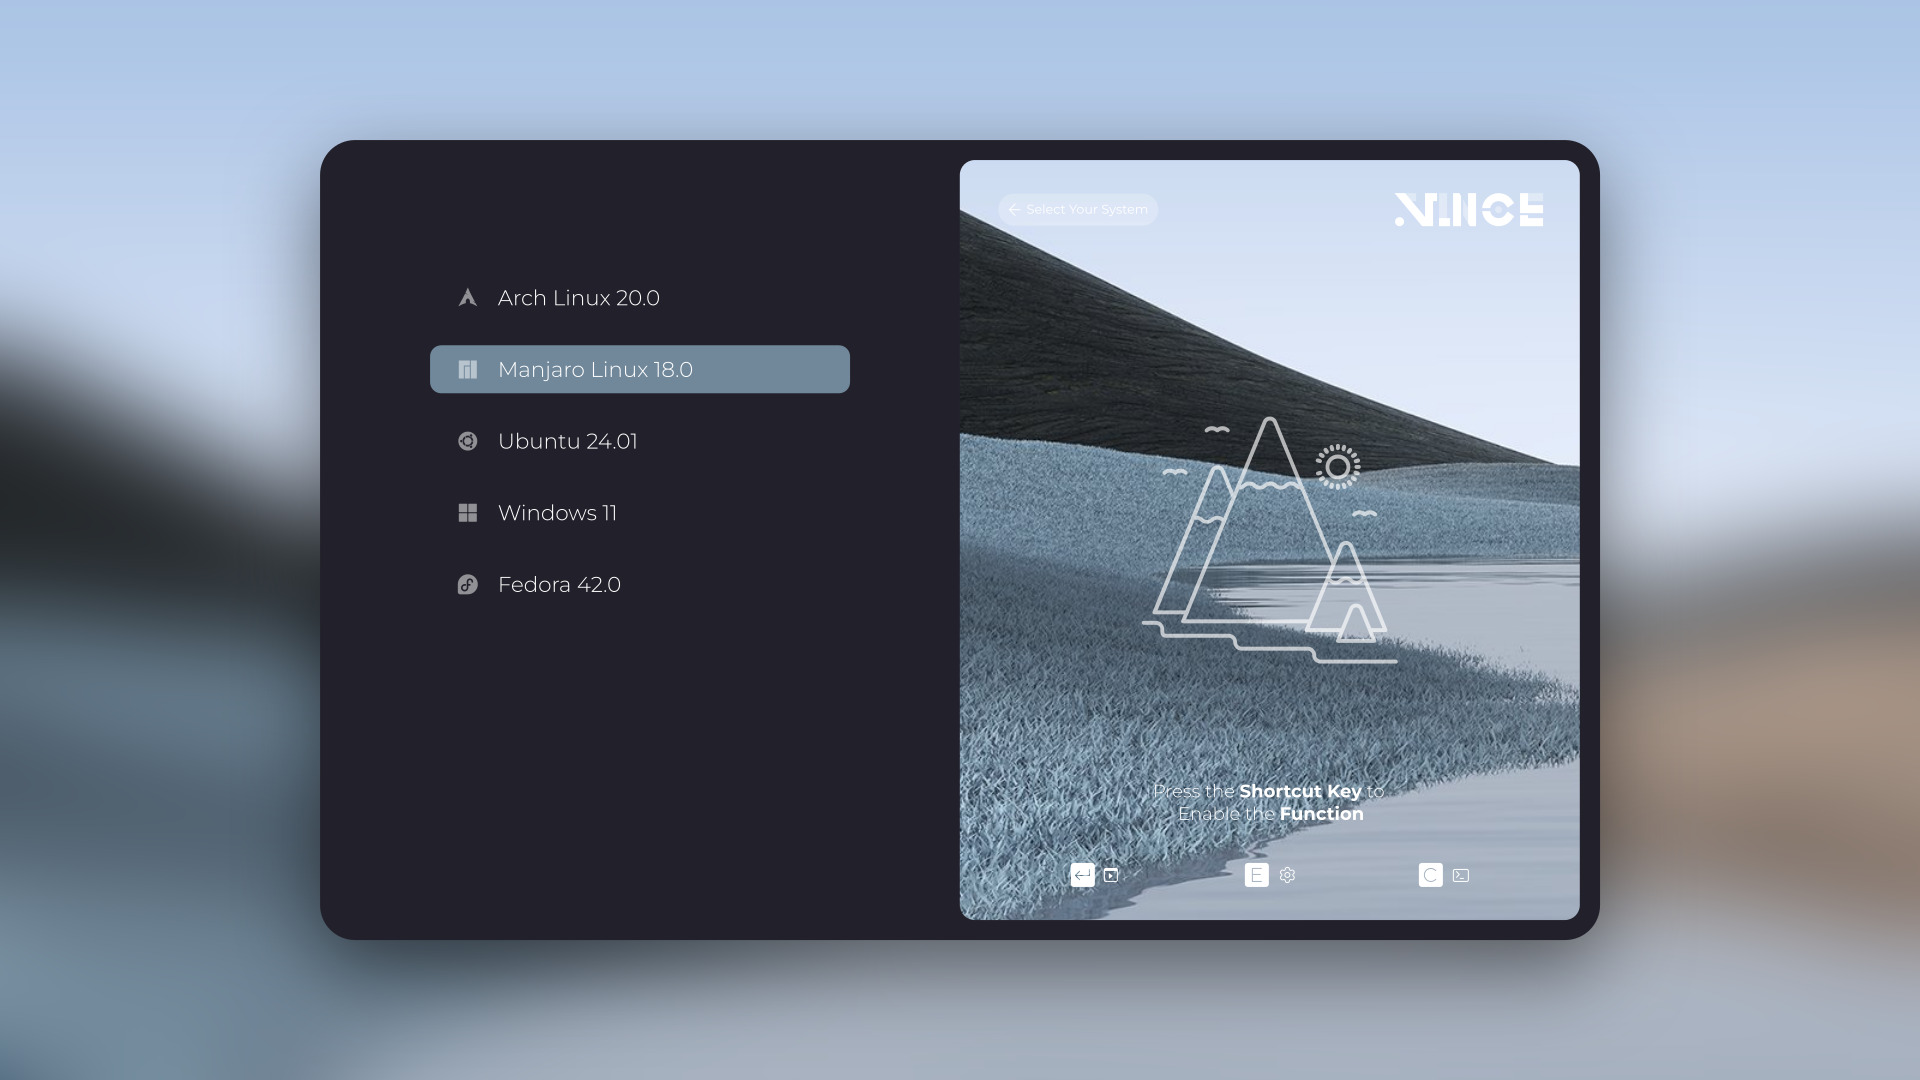 Select Your System
VINCE
Arch Linux 20.0
Manjaro Linux 18.0
Ubuntu 24.01
Windows 11
Fedora 42.0
Press the Shortcut Key to
Enable the Function
E
C